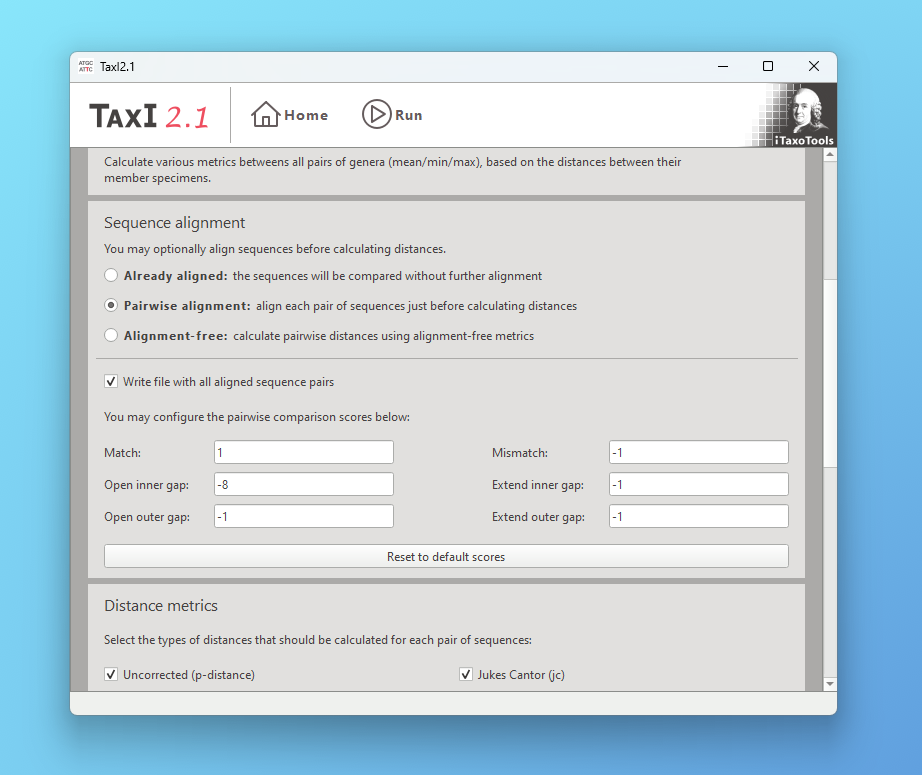 ATGC
ATTC
TaxI2.1
TAXI 2.1
Home
Run
iTaxoTools
Calculate various metrics betweens all pairs of genera (mean/min/max), based on the distances between their
member specimens.
Sequence alignment
You may optionally align sequences before calculating distances.
Already aligned: the sequences will be compared without further alignment
Pairwise alignment: align each pair of sequences just before calculating distances
Alignment-free: calculate pairwise distances using alignment-free metrics
Write file with all aligned sequence pairs
You may configure the pairwise comparison scores below:
Match: 1 Mismatch: -1
Open inner gap: -8 Extend inner gap: -1
Open outer gap: -1 Extend outer gap: -1
Reset to default scores
Distance metrics
Select the types of distances that should be calculated for each pair of sequences:
Uncorrected (p-distance) Jukes Cantor (jc)